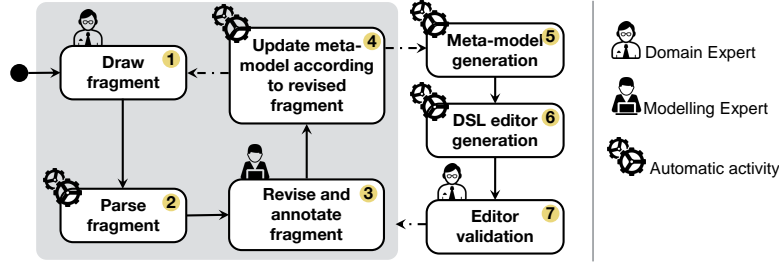 Draw
fragment
1
Parse
fragment
2
Revise and
annotate
fragment
3
Update meta-
model according
to revised
fragment
4
Meta-model
generation
5
DSL editor
generation
6
Editor
validation
7
Domain Expert
Modelling Expert
Automatic activity